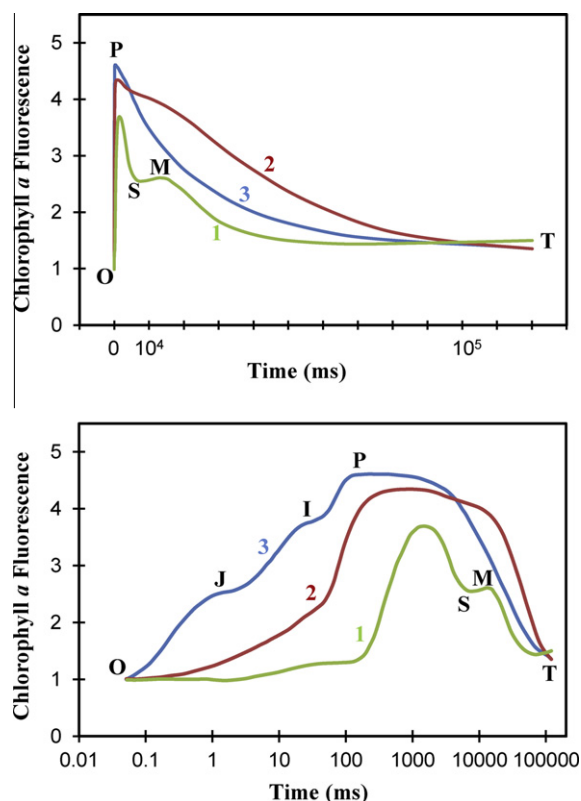 Chlorophyll a Fluorescence
5
4
3
2
1
0
P
S
M
O
T
2
3
1
0
10⁴
10⁵
Time (ms)
Chlorophyll a Fluorescence
5
4
3
2
1
0
P
I
J
3
2
1
O
M
S
T
0.01
0.1
1
10
100
1000
10000
100000
Time (ms)